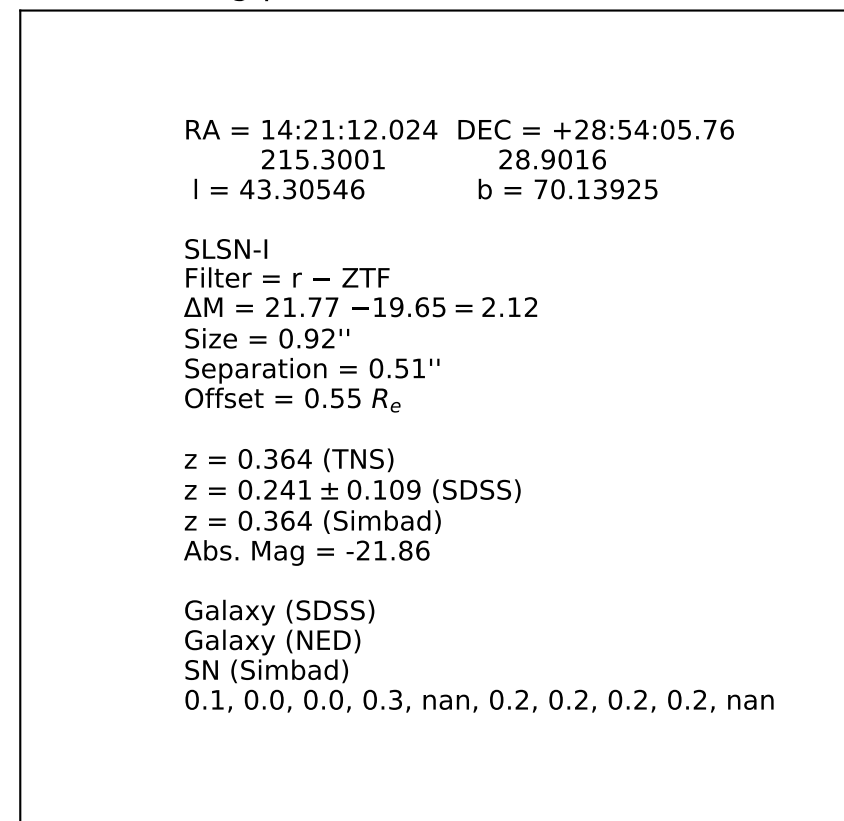 RA = 14:21:12.024  DEC = +28:54:05.76
215.3001 28.9016
l = 43.30546 b = 70.13925
SLSN-I
Filter = r − ZTF
ΔM = 21.77 −19.65 = 2.12
Size = 0.92''
Separation = 0.51''
Offset = 0.55 Re
z = 0.364 (TNS)
z = 0.241 ± 0.109 (SDSS)
z = 0.364 (Simbad)
Abs. Mag = -21.86
Galaxy (SDSS)
Galaxy (NED)
SN (Simbad)
0.1, 0.0, 0.0, 0.3, nan, 0.2, 0.2, 0.2, 0.2, nan